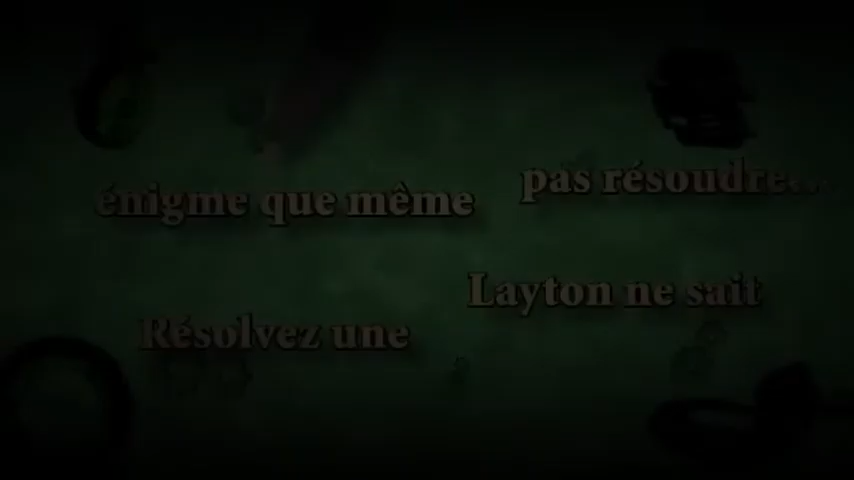 énigme que même
pas résoudre...
Layton ne sait
Résolvez une